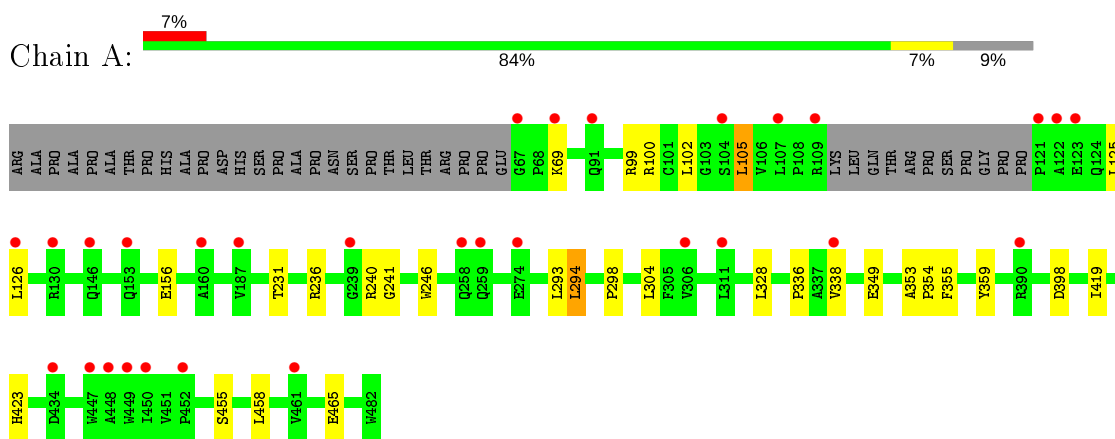 7%
Chain A:
84% 7% 9%
ARG ALA PRO ALA PRO ALA THR PRO HIS ALA PRO ASP HIS SER PRO ALA PRO ASN SER PRO THR LEU THR ARG PRO PRO GLU G67 P68 K69 Q91 R99 R100 C101 L102 G103 S104 L105 V106 L107 P108 R109 LYS LEU GLN THR ARG PRO SER PRO GLY PRO PRO P121 A122 E123 Q124 L125
L126 R130 Q146 Q153 E156 A160 V187 T231 R236 G239 R240 G241 W246 Q258 Q259 E274 L293 L294 P298 L304 F305 V306 L311 L328 P336 A337 V338 E349 A353 P354 F355 Y359 R390 D398 I419
H423 D434 W447 A448 W449 I450 V451 P452 S455 L458 V461 E465 W482